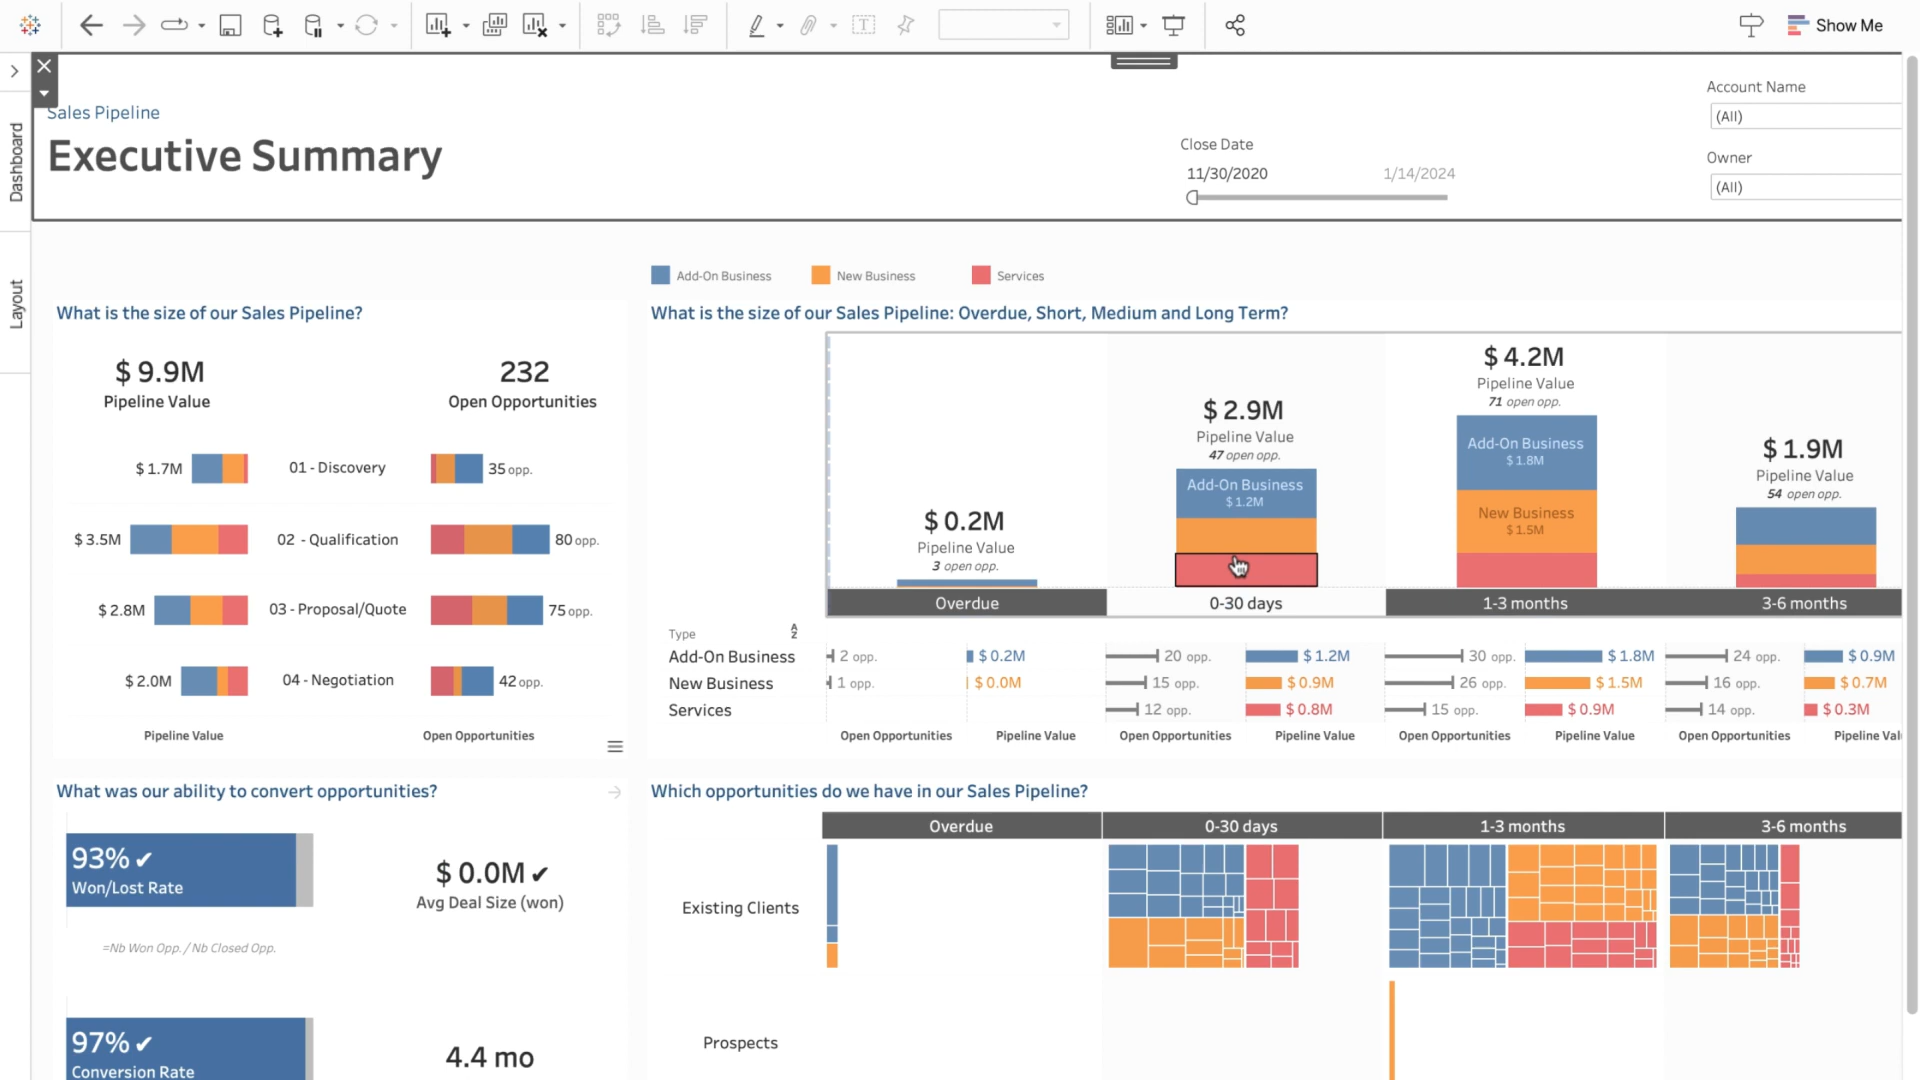 Show Me
Dashboard
Layout
Sales Pipeline
Executive Summary
Close Date
11/30/2020
1/14/2024
Account Name
(All)
Owner
(All)
Add-On Business
New Business
Services
What is the size of our Sales Pipeline?
$ 9.9M
Pipeline Value
232
Open Opportunities
$ 1.7M
01 - Discovery
35 opp.
$ 3.5M
02 - Qualification
80 opp.
$ 2.8M
03 - Proposal/Quote
75 opp.
$ 2.0M
04 - Negotiation
42 opp.
Pipeline Value
Open Opportunities
What is the size of our Sales Pipeline: Overdue, Short, Medium and Long Term?
$ 0.2M
Pipeline Value
3 open opp.
Overdue
$ 2.9M
Pipeline Value
47 open opp.
Add-On Business
$ 1.2M
0-30 days
$ 4.2M
Pipeline Value
71 open opp.
Add-On Business
$ 1.8M
New Business
$ 1.5M
1-3 months
$ 1.9M
Pipeline Value
54 open opp.
3-6 months
Type
Add-On Business
2 opp.
$ 0.2M
20 opp.
$ 1.2M
30 opp.
$ 1.8M
24 opp.
$ 0.9M
New Business
1 opp.
$ 0.0M
15 opp.
$ 0.9M
26 opp.
$ 1.5M
16 opp.
$ 0.7M
Services
12 opp.
$ 0.8M
15 opp.
$ 0.9M
14 opp.
$ 0.3M
Open Opportunities
Pipeline Value
Open Opportunities
Pipeline Value
Open Opportunities
Pipeline Value
Open Opportunities
Pipeline Val
What was our ability to convert opportunities?
93% ✔
Won/Lost Rate
$ 0.0M ✔
Avg Deal Size (won)
=Nb Won Opp. / Nb Closed Opp.
97% ✔
Conversion Rate
4.4 mo
Which opportunities do we have in our Sales Pipeline?
Overdue
0-30 days
1-3 months
3-6 months
Existing Clients
Prospects